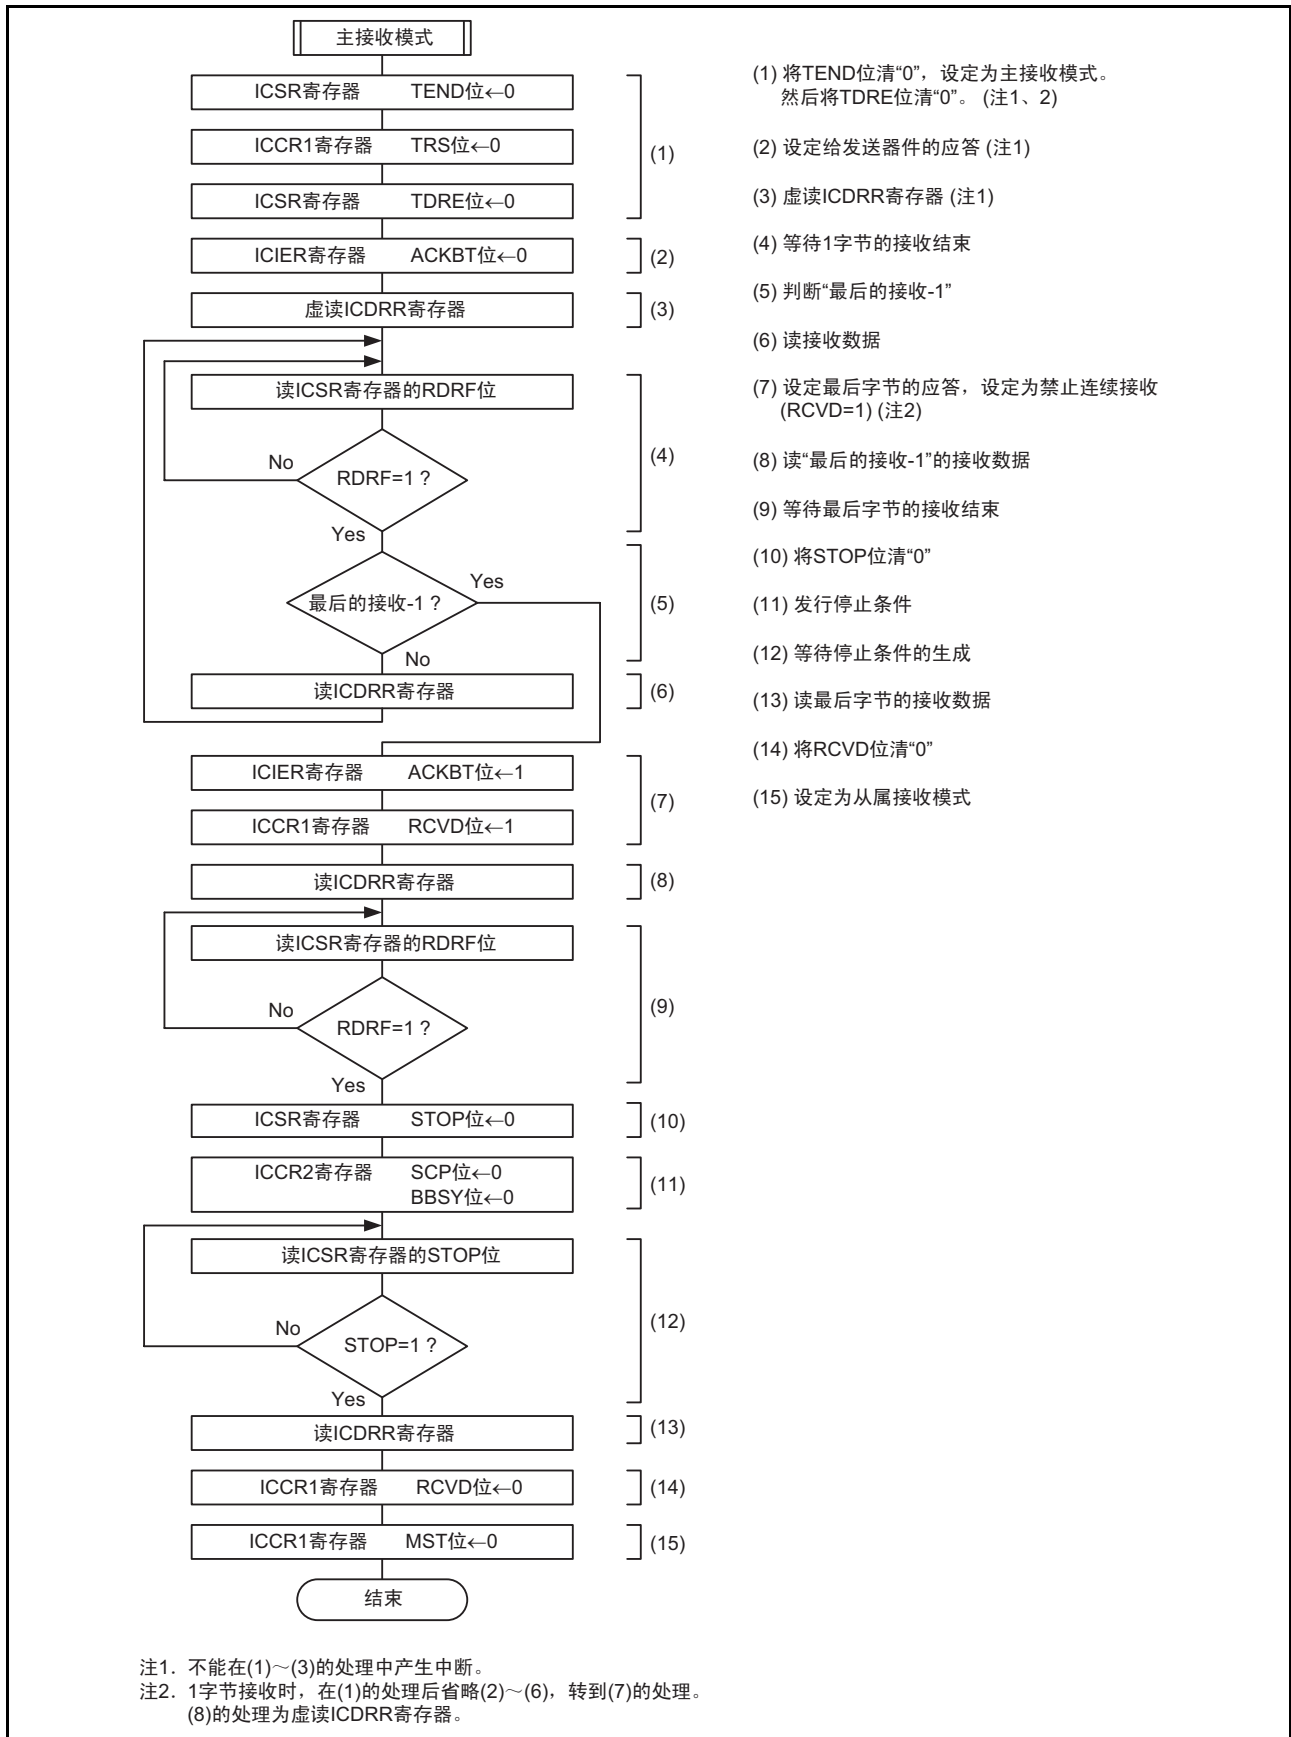 主接收模式
ICSR寄存器 TEND位←0
ICCR1寄存器 TRS位←0
(1)
ICSR寄存器 TDRE位←0
ICIER寄存器 ACKBT位←0
(2)
虚读ICDRR寄存器
(3)
读ICSR寄存器的RDRF位
No
RDRF=1 ?
(4)
Yes
最后的接收-1 ?
Yes
(5)
No
读ICDRR寄存器
(6)
ICIER寄存器 ACKBT位←1
(7)
ICCR1寄存器 RCVD位←1
读ICDRR寄存器
(8)
读ICSR寄存器的RDRF位
No
RDRF=1 ?
(9)
Yes
ICSR寄存器 STOP位←0
(10)
ICCR2寄存器 SCP位←0
BBSY位←0
(11)
读ICSR寄存器的STOP位
No
STOP=1 ?
(12)
Yes
读ICDRR寄存器
(13)
ICCR1寄存器 RCVD位←0
(14)
ICCR1寄存器 MST位←0
(15)
结束
(1) 将TEND位清“0”，设定为主接收模式。
然后将TDRE位清“0”。 (注1、2)
(2) 设定给发送器件的应答 (注1)
(3) 虚读ICDRR寄存器 (注1)
(4) 等待1字节的接收结束
(5) 判断“最后的接收-1”
(6) 读接收数据
(7) 设定最后字节的应答，设定为禁止连续接收
(RCVD=1) (注2)
(8) 读“最后的接收-1”的接收数据
(9) 等待最后字节的接收结束
(10) 将STOP位清“0”
(11) 发行停止条件
(12) 等待停止条件的生成
(13) 读最后字节的接收数据
(14) 将RCVD位清“0”
(15) 设定为从属接收模式
注1. 不能在(1)～(3)的处理中产生中断。
注2. 1字节接收时，在(1)的处理后省略(2)～(6)，转到(7)的处理。
(8)的处理为虚读ICDRR寄存器。